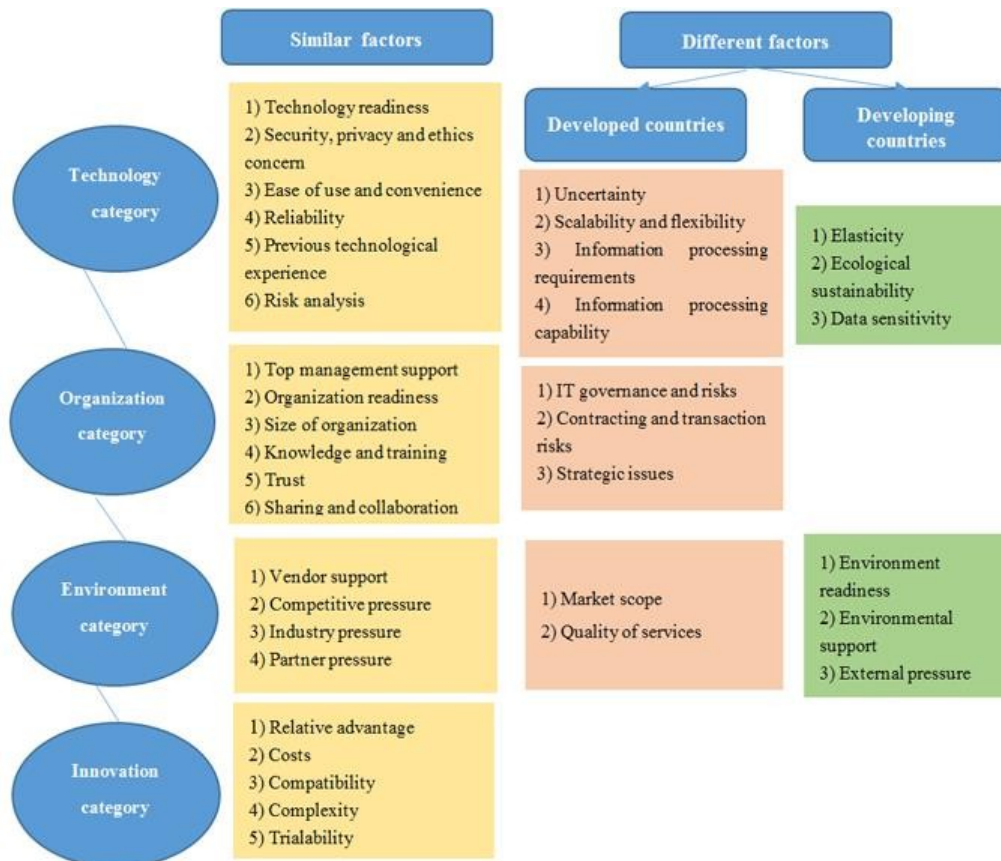 Similar factors
Different factors
Developed countries
Developing
countries
Technology
category
1) Technology readiness
2) Security, privacy and ethics
concern
3) Ease of use and convenience
4) Reliability
5) Previous technological
experience
6) Risk analysis
1) Uncertainty
2) Scalability and flexibility
3) Information processing
requirements
4) Information processing
capability
1) Elasticity
2) Ecological
sustainability
3) Data sensitivity
Organization
category
1) Top management support
2) Organization readiness
3) Size of organization
4) Knowledge and training
5) Trust
6) Sharing and collaboration
1) IT governance and risks
2) Contracting and transaction
risks
3) Strategic issues
Environment
category
1) Vendor support
2) Competitive pressure
3) Industry pressure
4) Partner pressure
1) Market scope
2) Quality of services
1) Environment
readiness
2) Environmental
support
3) External pressure
Innovation
category
1) Relative advantage
2) Costs
3) Compatibility
4) Complexity
5) Trialability